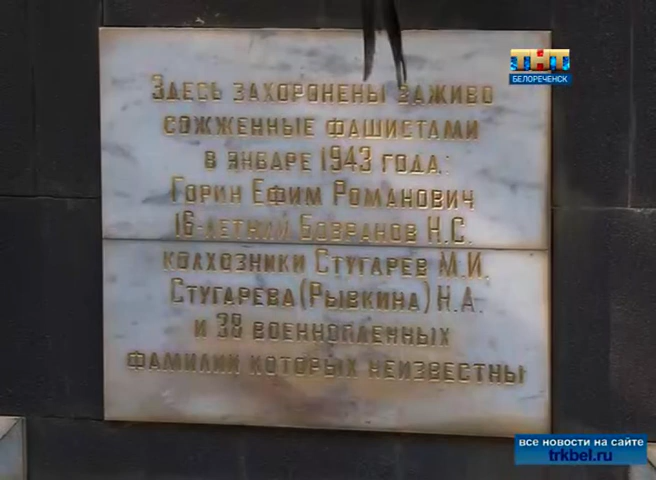 ТНТ
БЕЛОРЕЧЕНСК
ЗДЕСЬ ЗАХОРОНЕНЫ ЗАЖИВО
СОЖЖЕННЫЕ ФАШИСТАМИ
В ЯНВАРЕ 1943 ГОДА:
ГОРИН ЕФИМ РОМАНОВИЧ
16-ЛЕТНИЙ БОВРАНОВ Н.С.
КОЛХОЗНИКИ СТУГАРЕВ М.И.
СТУГАРЕВА (РЫВКИНА) Н.А.
И 38 ВОЕННОПЛЕННЫХ
ФАМИЛИИ КОТОРЫХ НЕИЗВЕСТНЫ
все новости на сайте
trkbel.ru